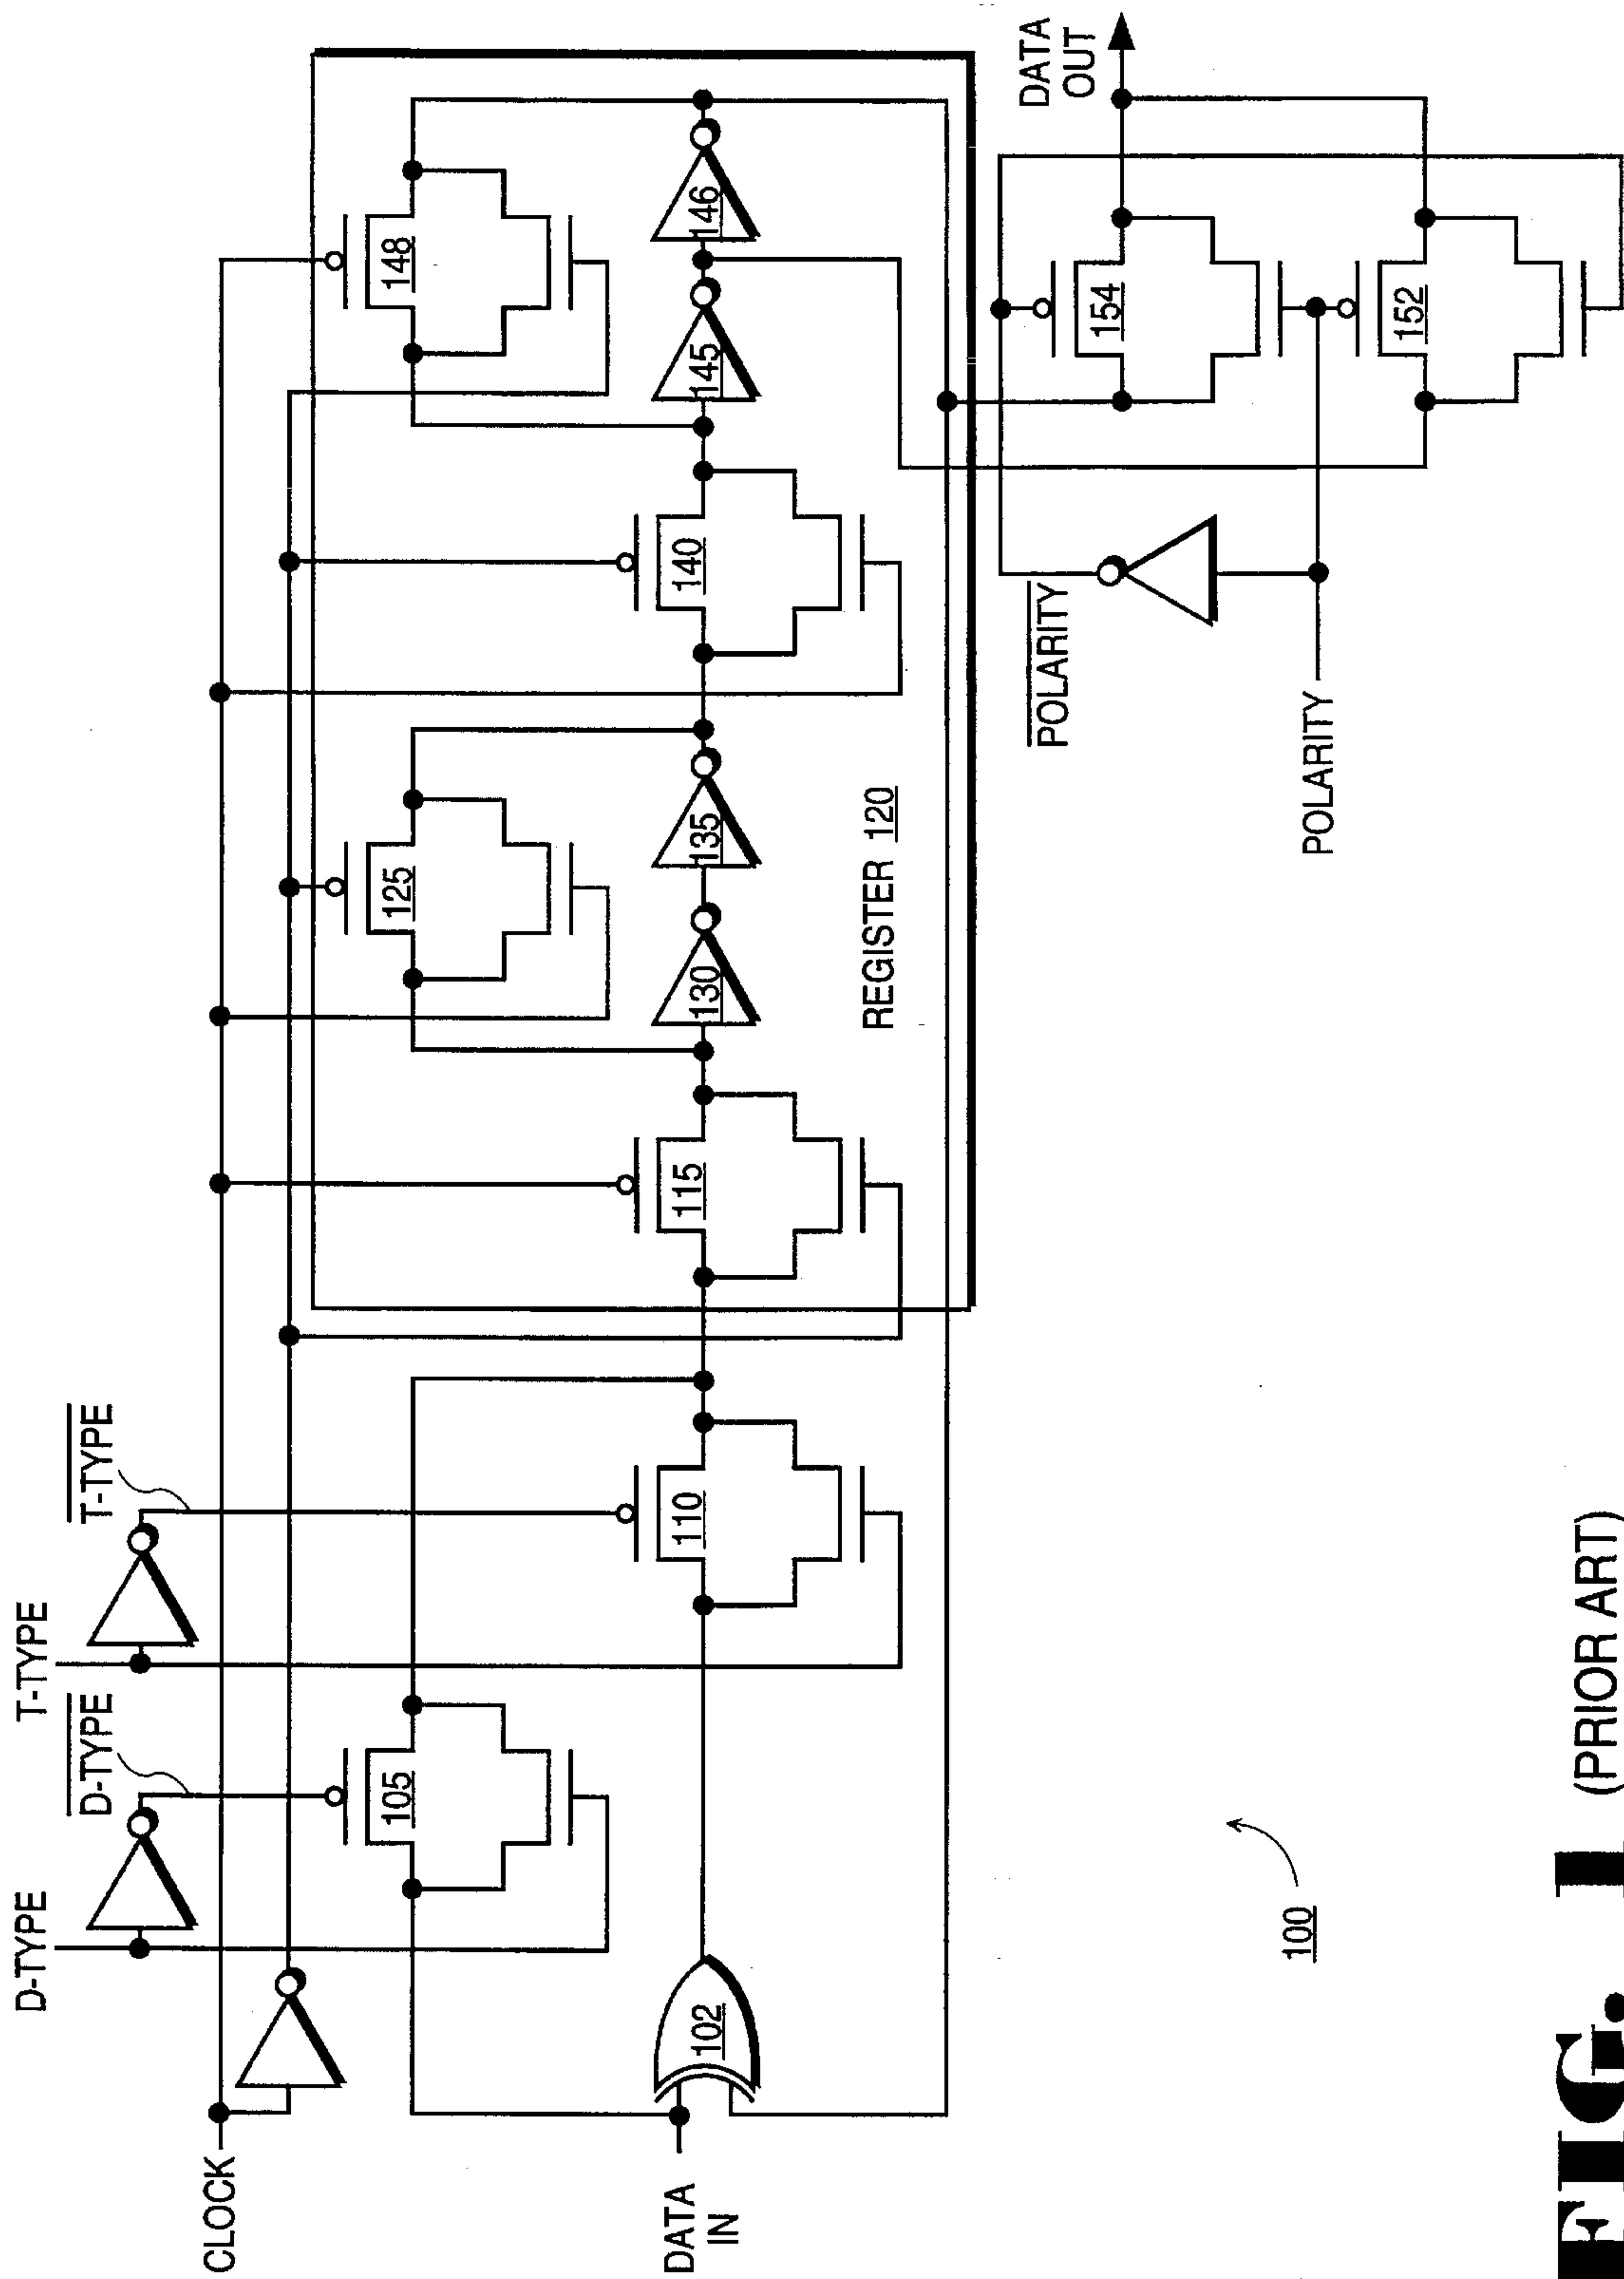 D-TYPE
D-TYPE
T-TYPE
T-TYPE
CLOCK
105
125
148
DATA
IN
102
110
115
130
135
140
145
146
REGISTER 120
DATA
OUT
POLARITY
154
POLARITY
152
100
FIG. 1 (PRIOR ART)